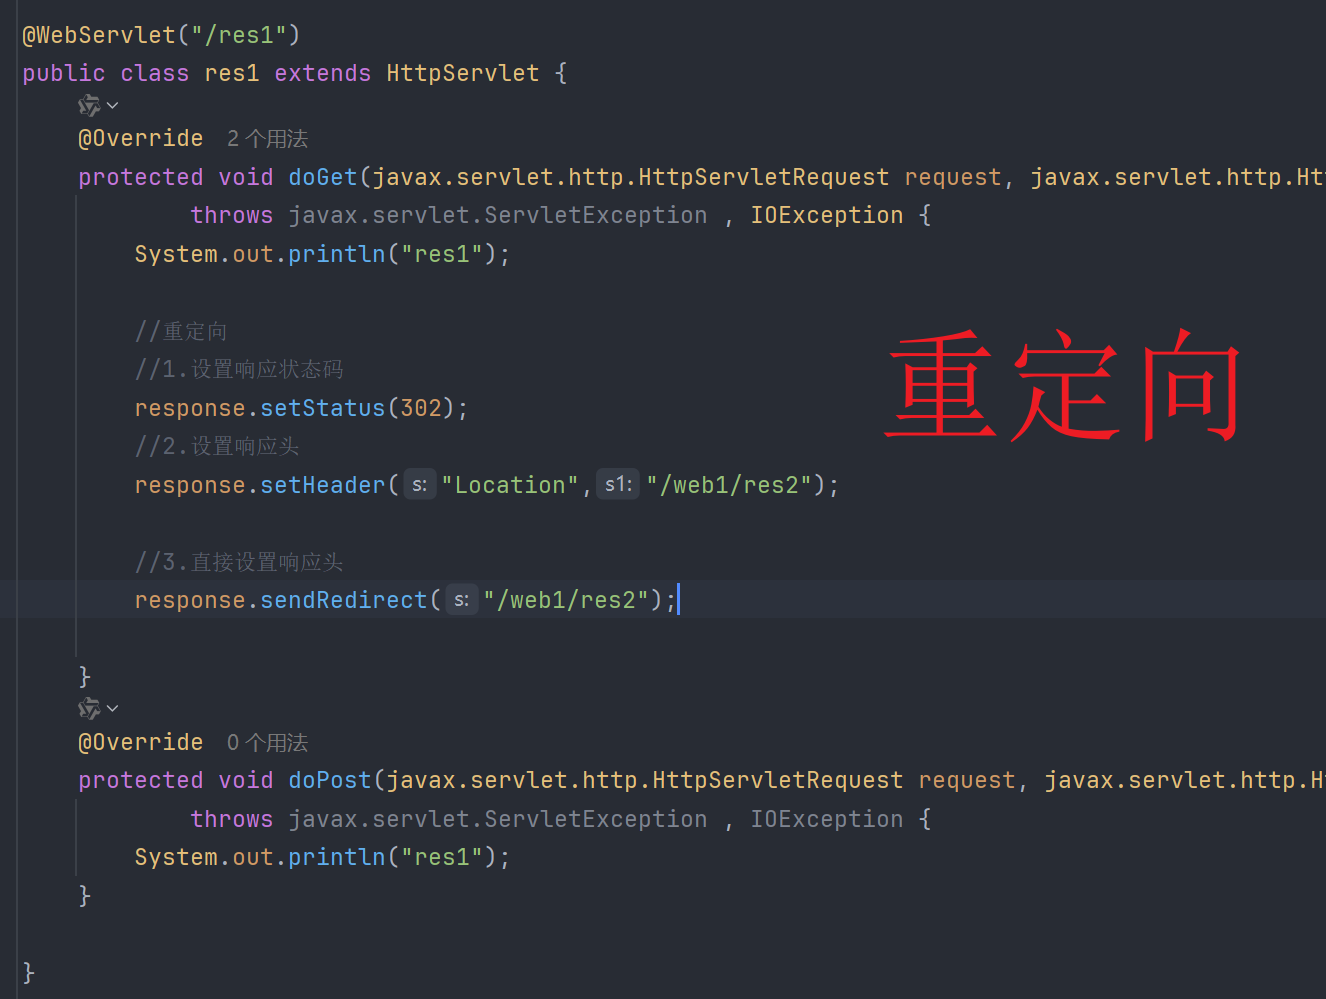 @WebServlet("/res1")
public class res1 extends HttpServlet {
@Override 2 个用法
protected void doGet(javax.servlet.http.HttpServletRequest request, javax.servlet.http.Ht
throws javax.servlet.ServletException , IOException {
System.out.println("res1");
//重定向
//1.设置响应状态码
response.setStatus(302);
//2.设置响应头
response.setHeader( s: "Location", s1: "/web1/res2");
重定向
//3.直接设置响应头
response.sendRedirect( s: "/web1/res2");
}
@Override 0 个用法
protected void doPost(javax.servlet.http.HttpServletRequest request, javax.servlet.http.H
throws javax.servlet.ServletException , IOException {
System.out.println("res1");
}
}